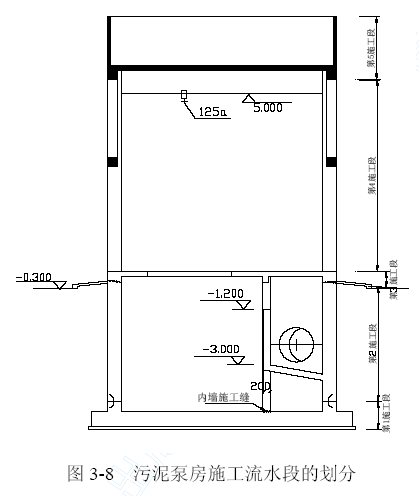 第5施工段
125a
5.000
第4施工段
-0.300
第3施工段
-1.200
第2施工段
-3.000
200
内墙施工缝
第1施工段
图 3-8 污泥泵房施工流水段的划分